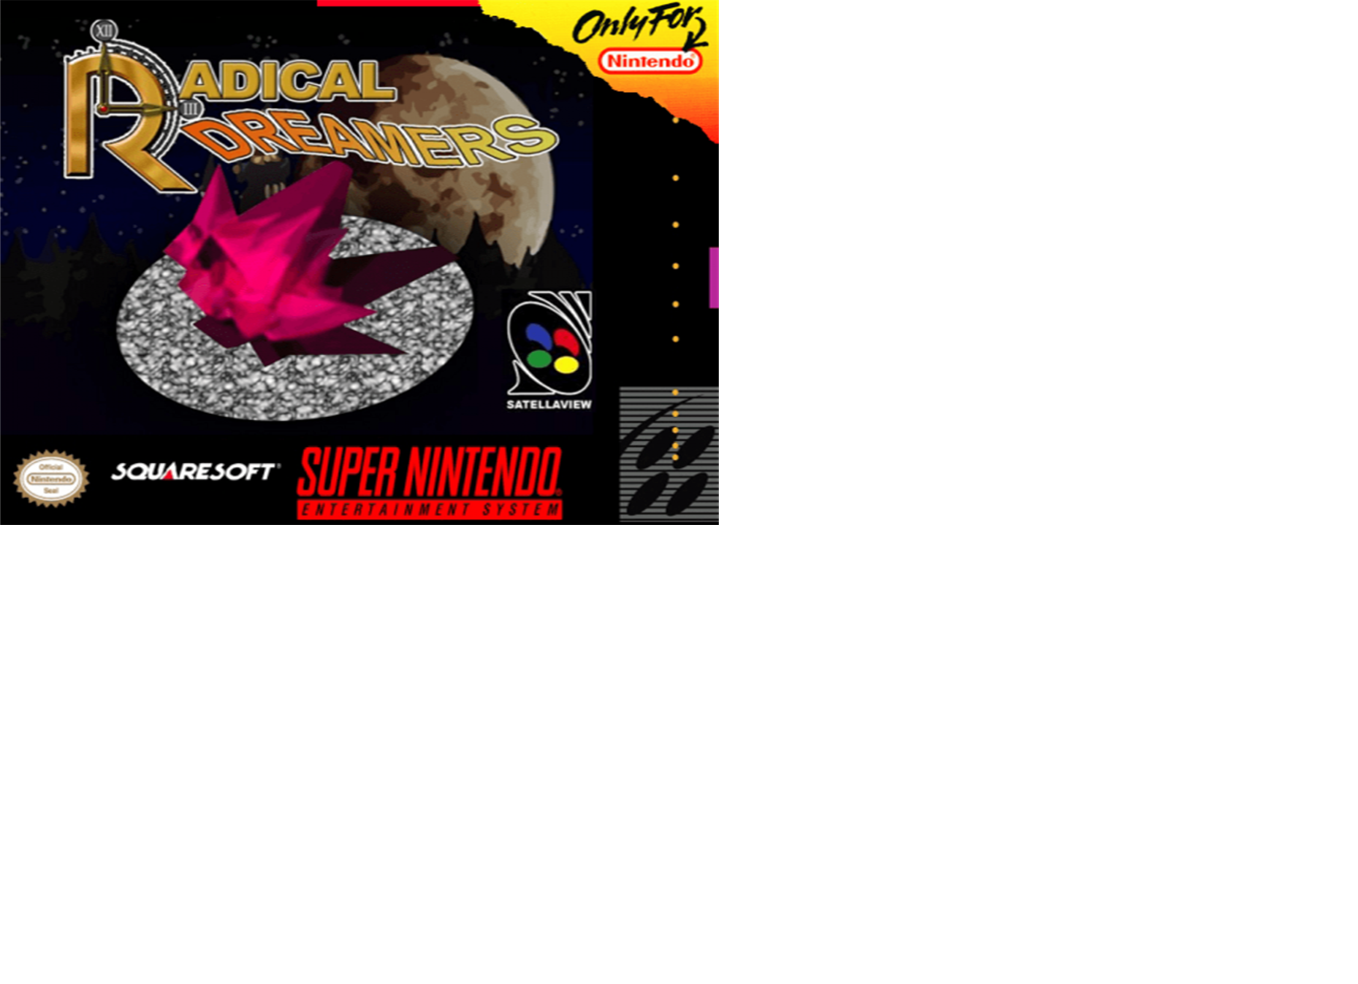 Only For
Nintendo
XII
RADICAL
III
DREAMERS
SATELLAVIEW
Official
Nintendo
Seal
SQUARESOFT
SUPER NINTENDO
ENTERTAINMENT SYSTEM